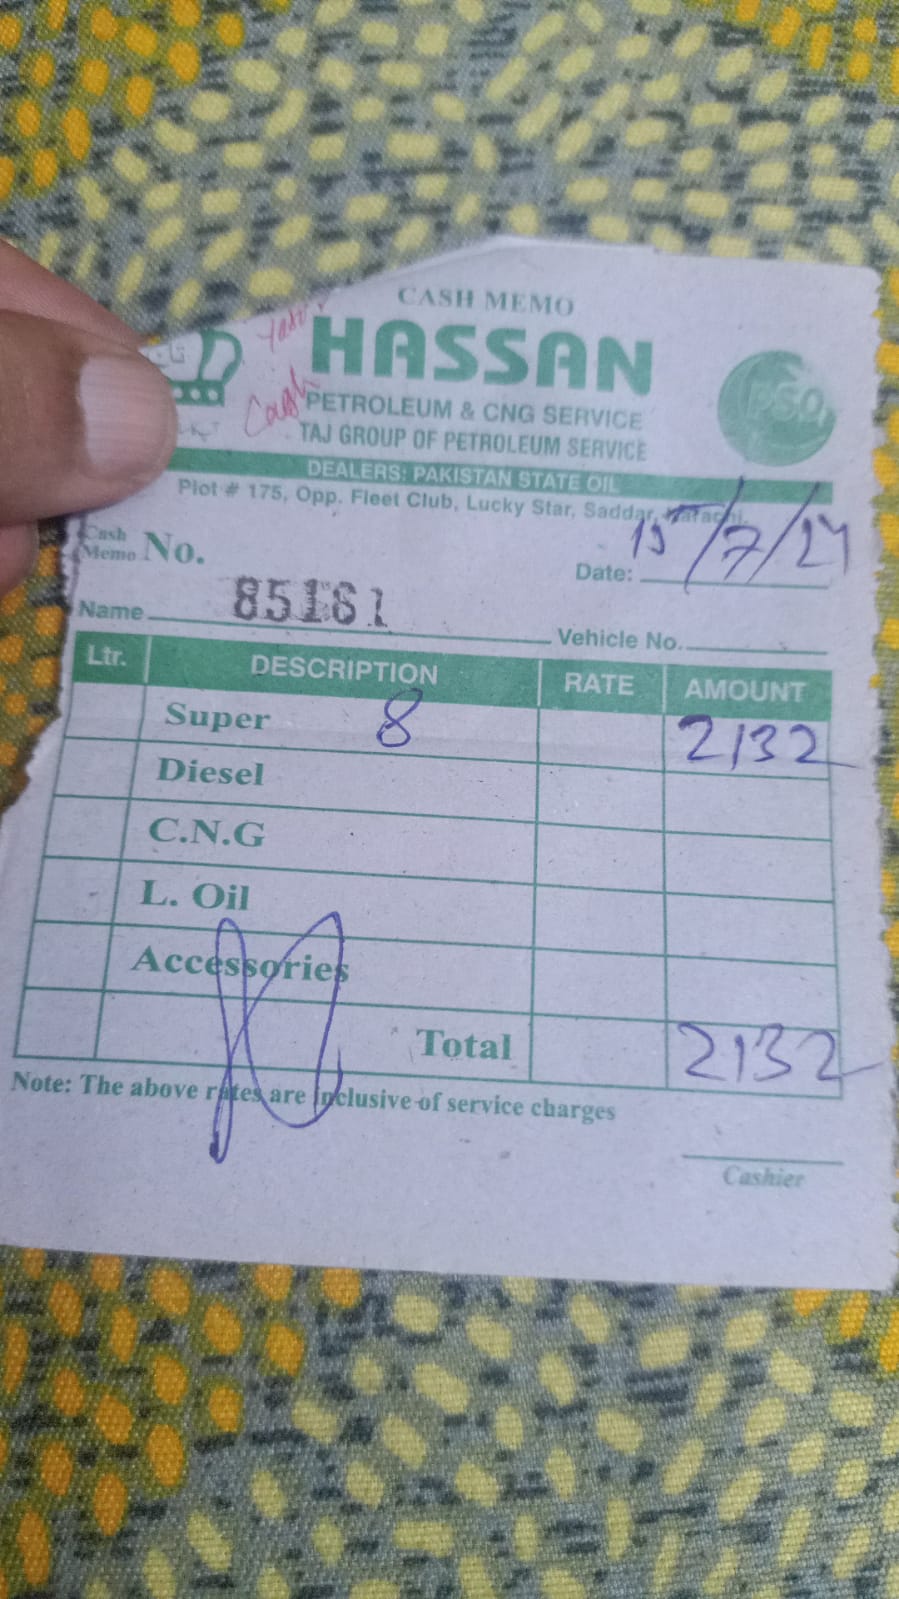 CASH MEMO
HASSAN
Cash
PETROLEUM & CNG SERVICE
TAJ GROUP OF PETROLEUM SERVICE
PSO
DEALERS: PAKISTAN STATE OIL
Plot # 175, Opp. Fleet Club, Lucky Star, Saddar, Karachi.
Cash Memo No. 85161
Date: 15/7/24
Name Vehicle No.
Ltr. DESCRIPTION RATE AMOUNT
Super 8 2132
Diesel
C.N.G
L. Oil
Accessories
Total 2132
Note: The above rates are inclusive of service charges
Cashier